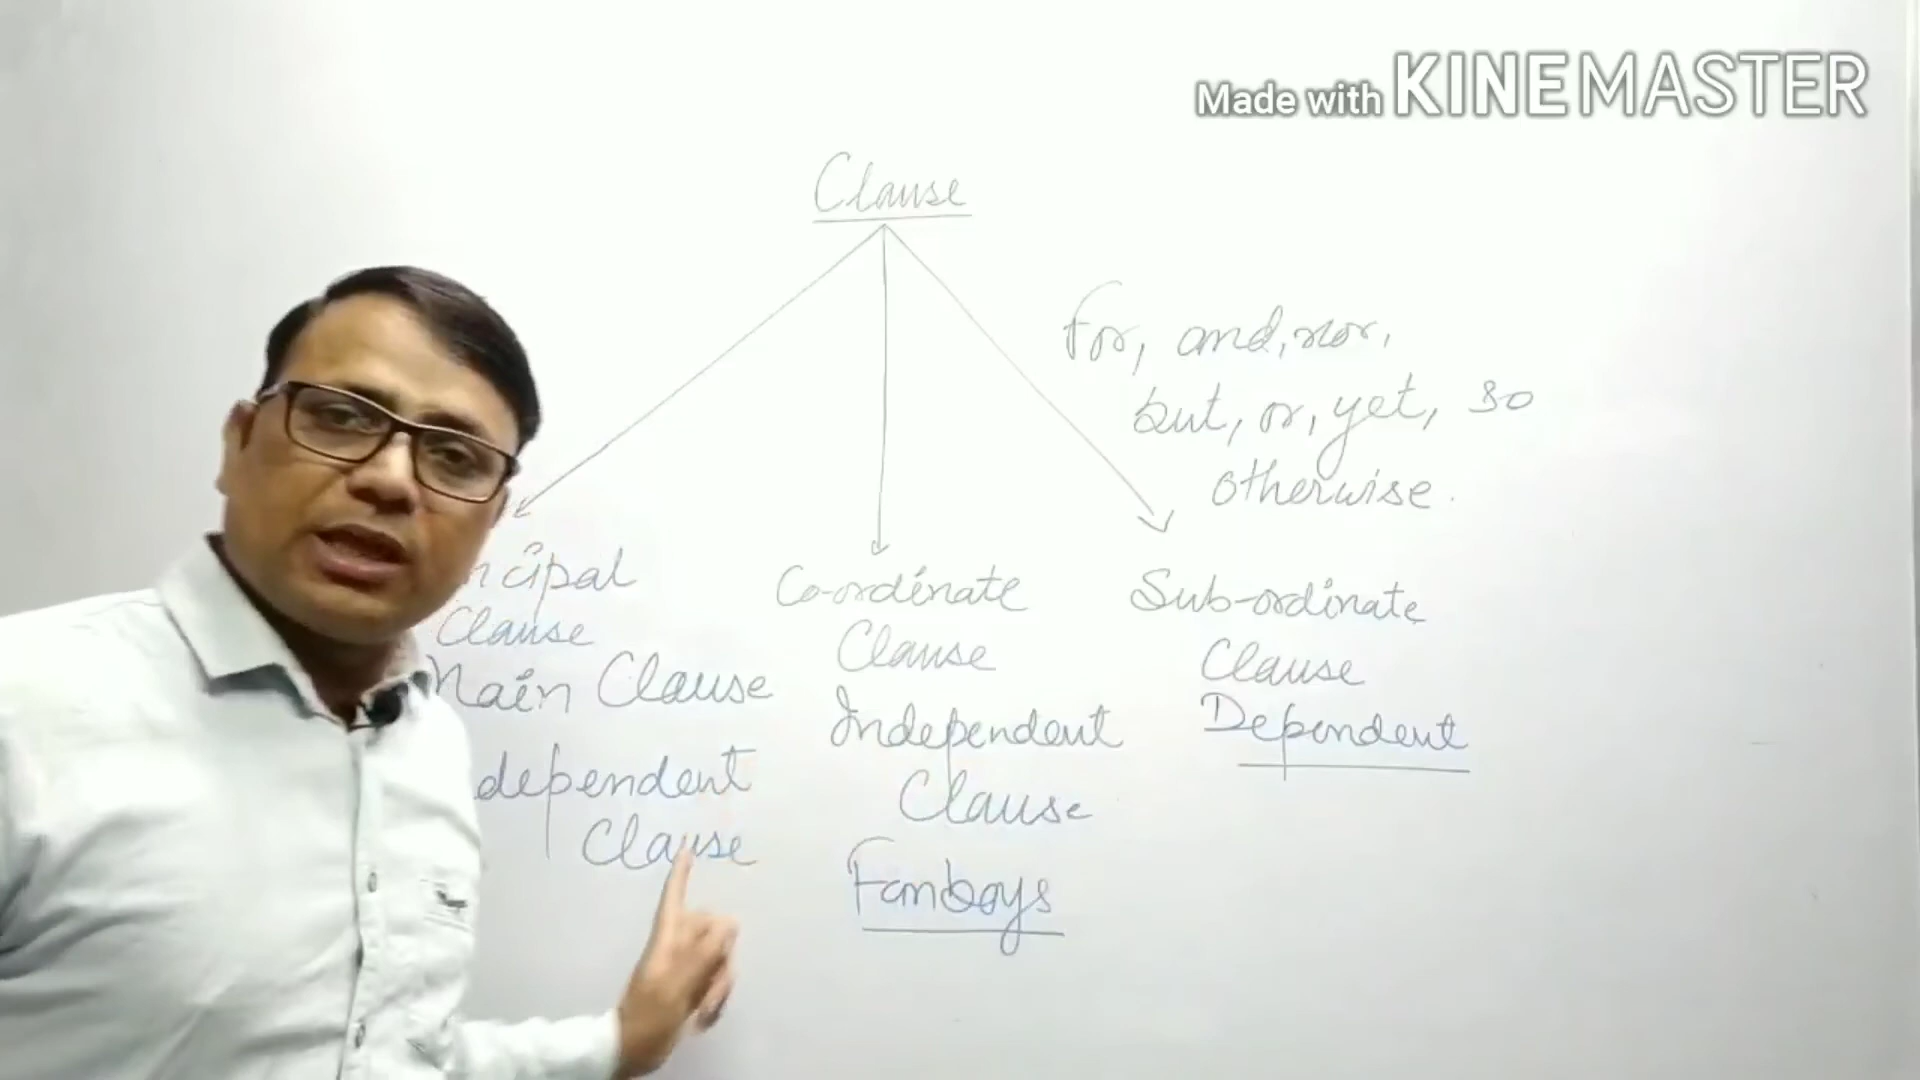 Made with KINEMASTER
Clause
For, and, nor,
but, or, yet, so
otherwise.
ncipal
Clause
Main Clause
dependent
Clause
Co-ordinate
Clause
Independent
Clause
Fanboys
Sub-ordinate
Clause
Dependent